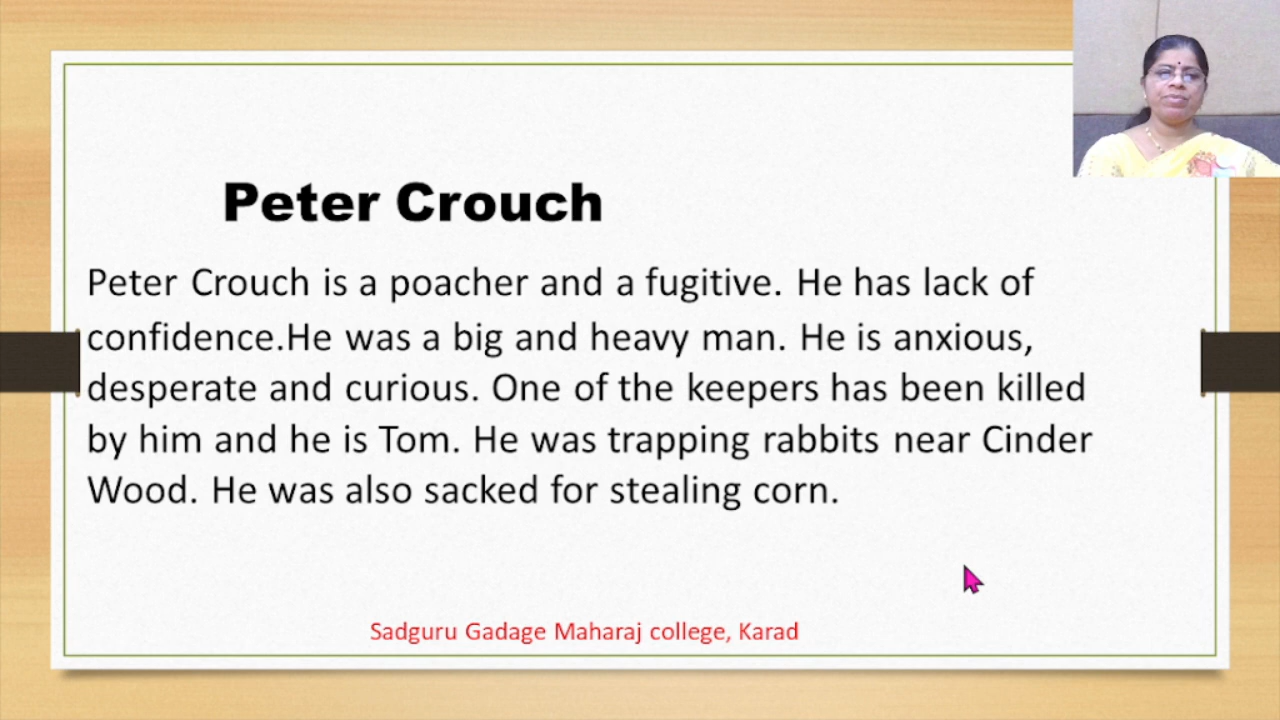 Peter Crouch
Peter Crouch is a poacher and a fugitive. He has lack of
confidence.He was a big and heavy man. He is anxious,
desperate and curious. One of the keepers has been killed
by him and he is Tom. He was trapping rabbits near Cinder
Wood. He was also sacked for stealing corn.
Sadguru Gadage Maharaj college, Karad